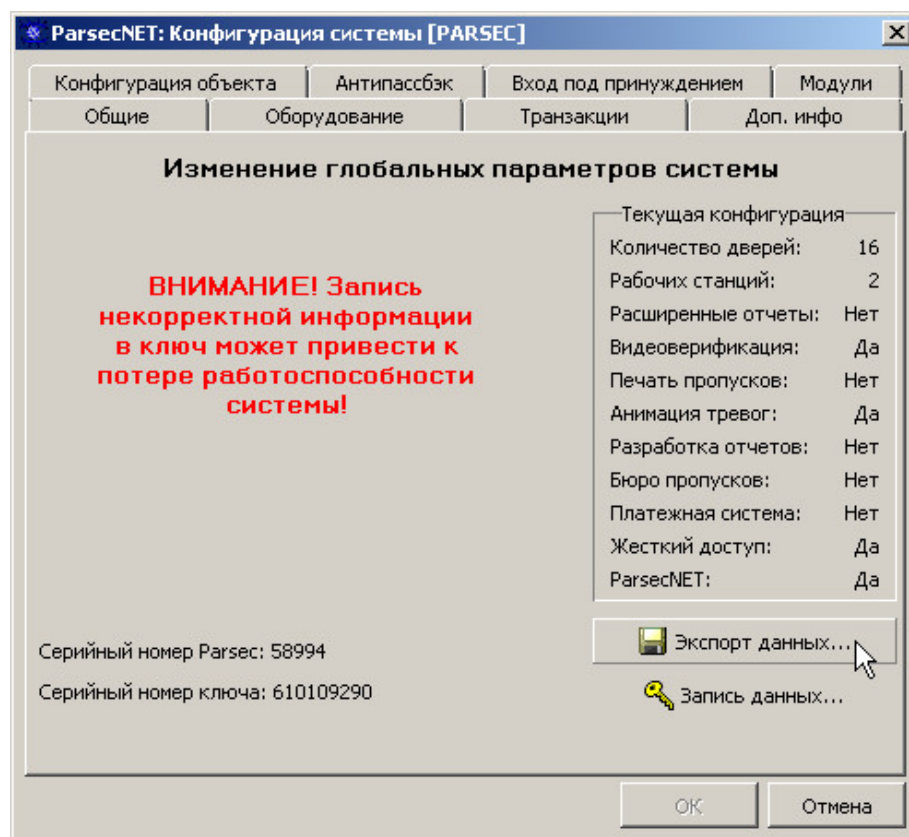 ParsecNET: Конфигурация системы [PARSEC]
Конфигурация объекта Антипассбэк Вход под принуждением Модули
Общие Оборудование Транзакции Доп. инфо
Изменение глобальных параметров системы
ВНИМАНИЕ! Запись
некорректной информации
в ключ может привести к
потере работоспособности
системы!
Текущая конфигурация
Количество дверей: 16
Рабочих станций: 2
Расширенные отчеты: Нет
Видеоверификация: Да
Печать пропусков: Нет
Анимация тревог: Да
Разработка отчетов: Нет
Бюро пропусков: Нет
Платежная система: Нет
Жесткий доступ: Да
ParsecNET: Да
Серийный номер Parsec: 58994
Серийный номер ключа: 610109290
Экспорт данных...
Запись данных...
OK Отмена